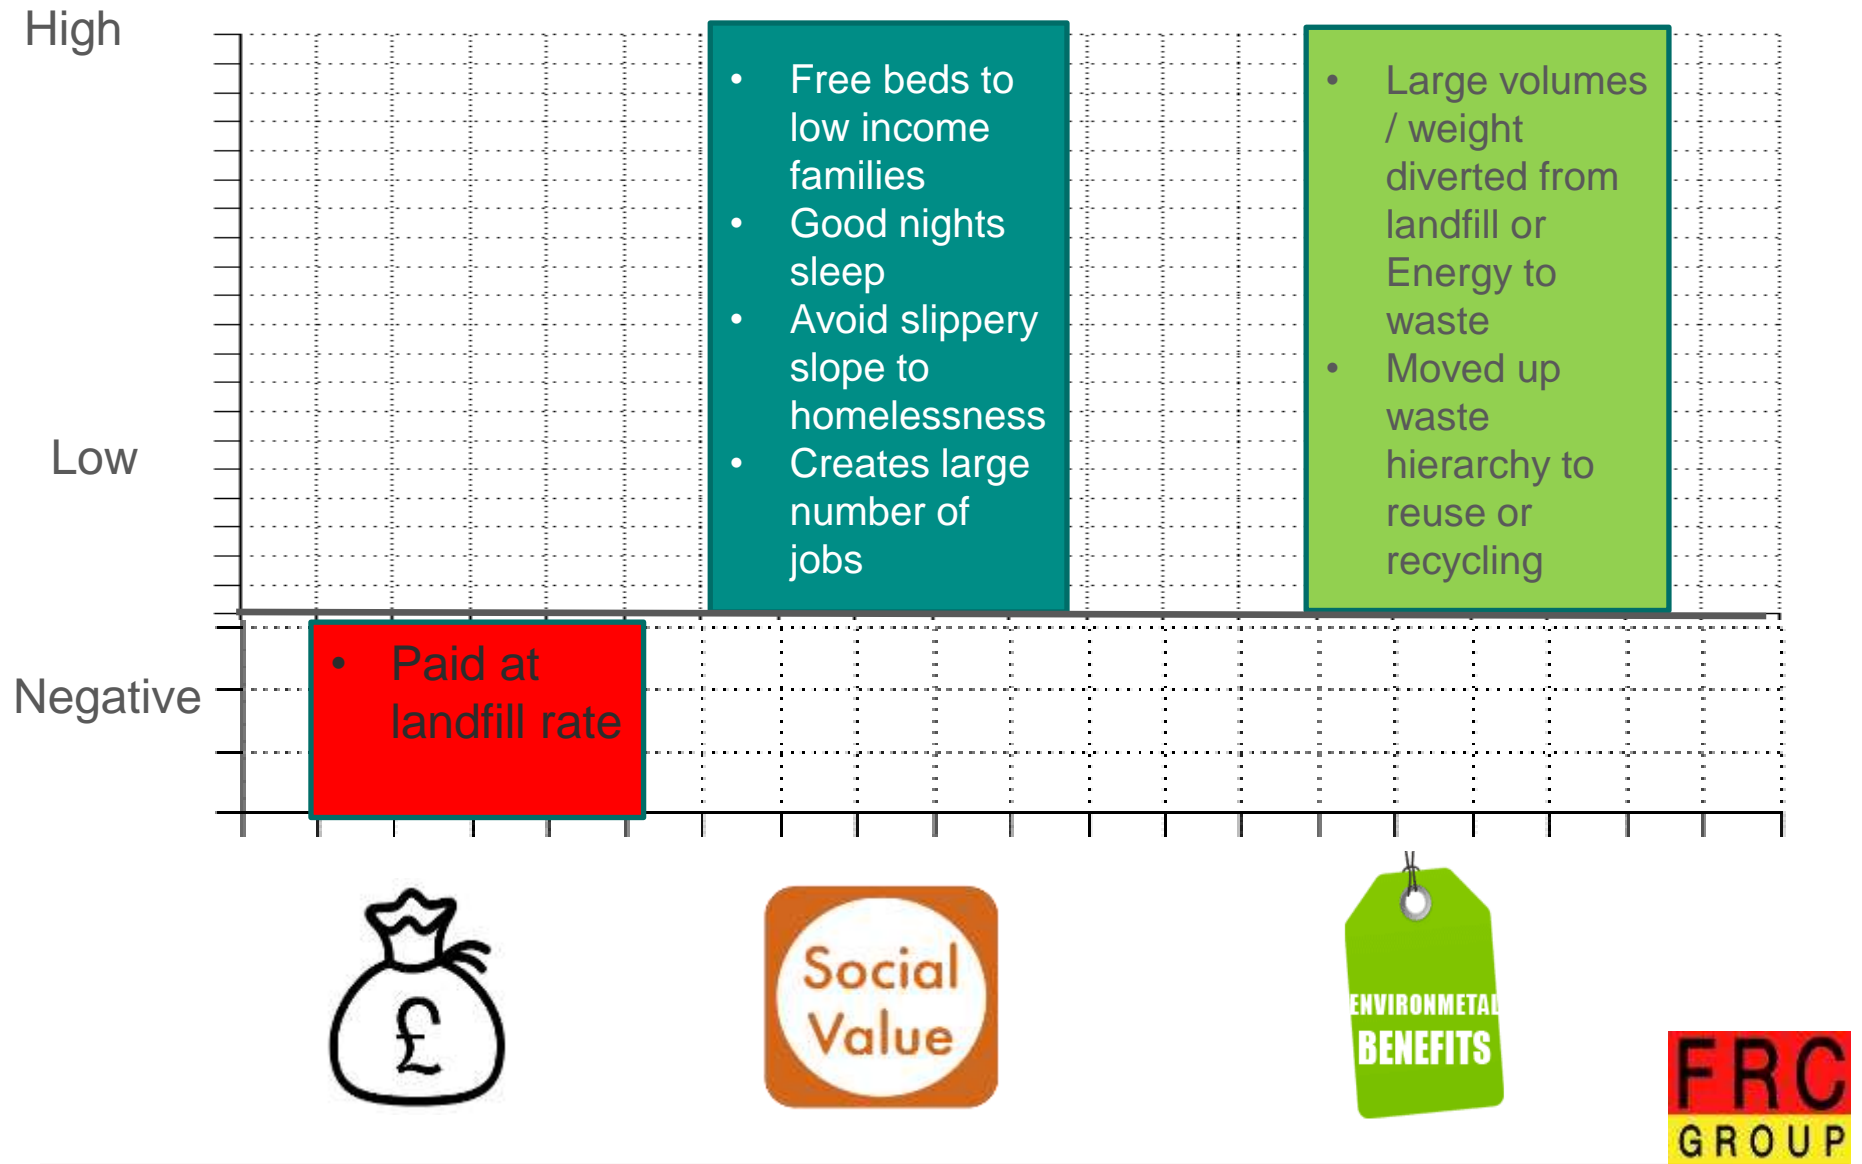 High
Low
Negative
• Free beds to
low income
families
• Good nights
sleep
• Avoid slippery
slope to
homelessness
• Creates large
number of
jobs
• Large volumes
/ weight
diverted from
landfill or
Energy to
waste
• Moved up
waste
hierarchy to
reuse or
recycling
• Paid at
landfill rate
£
Social
Value
ENVIRONMETAL
BENEFITS
FRC
GROUP